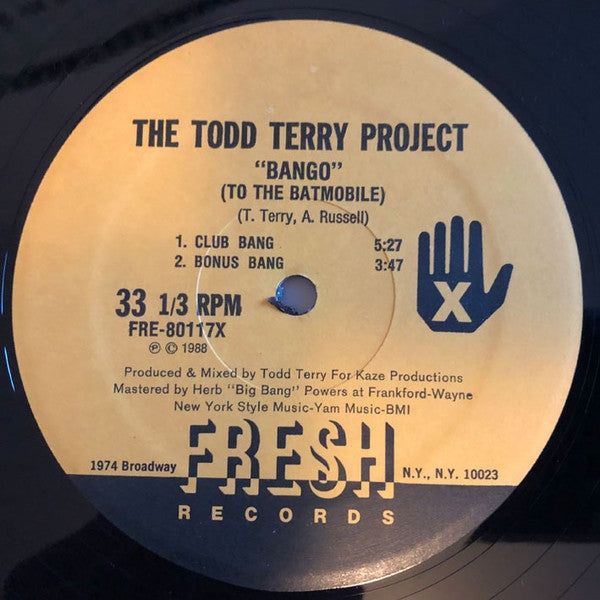 THE TODD TERRY PROJECT
"BANGO"
(TO THE BATMOBILE)
(T. Terry, A. Russell)
1. CLUB BANG 5:27
2. BONUS BANG 3:47
X
33 1/3 RPM
FRE-80117X
℗ © 1988
Produced & Mixed by Todd Terry For Kaze Productions
Mastered by Herb "Big Bang" Powers at Frankford-Wayne
New York Style Music-Yam Music-BMI
1974 Broadway FRESH N.Y., N.Y. 10023
RECORDS